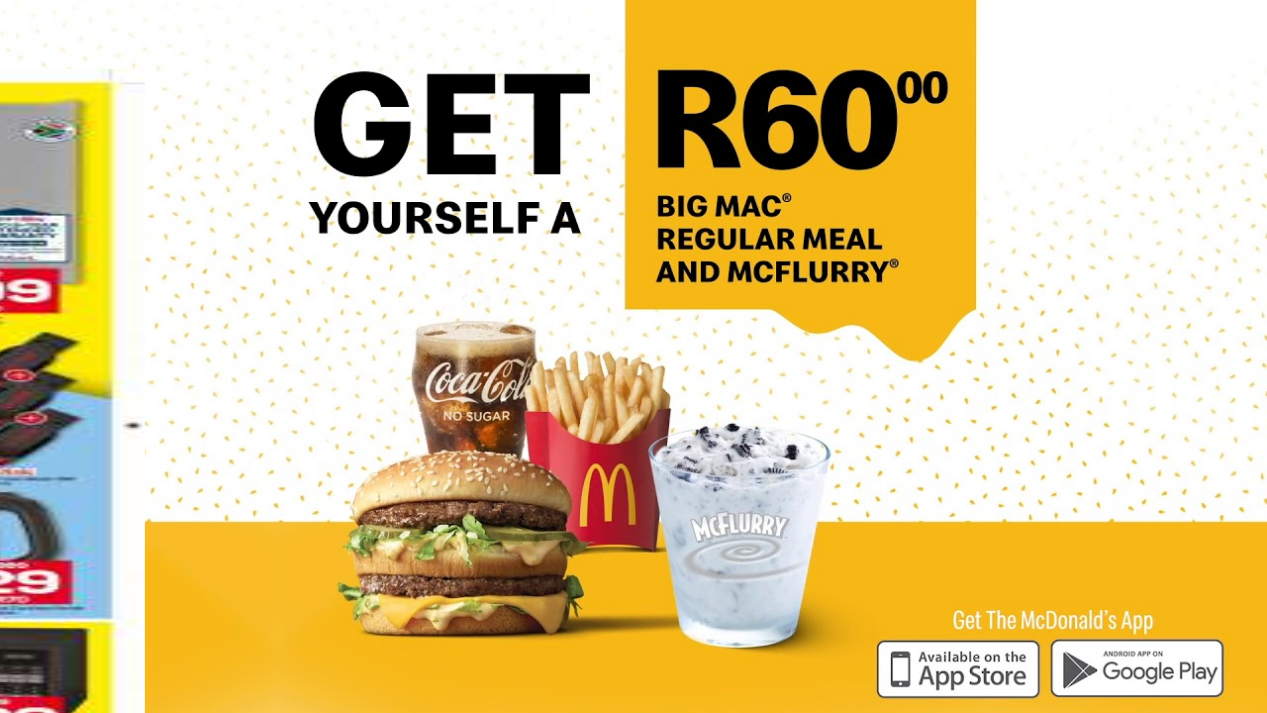 GET
YOURSELF A
R60⁰⁰
BIG MAC®
REGULAR MEAL
AND MCFLURRY®
Coca-Cola
NO SUGAR
MCFLURRY
Get The McDonald's App
Available on the
App Store
ANDROID APP ON
Google Play
29